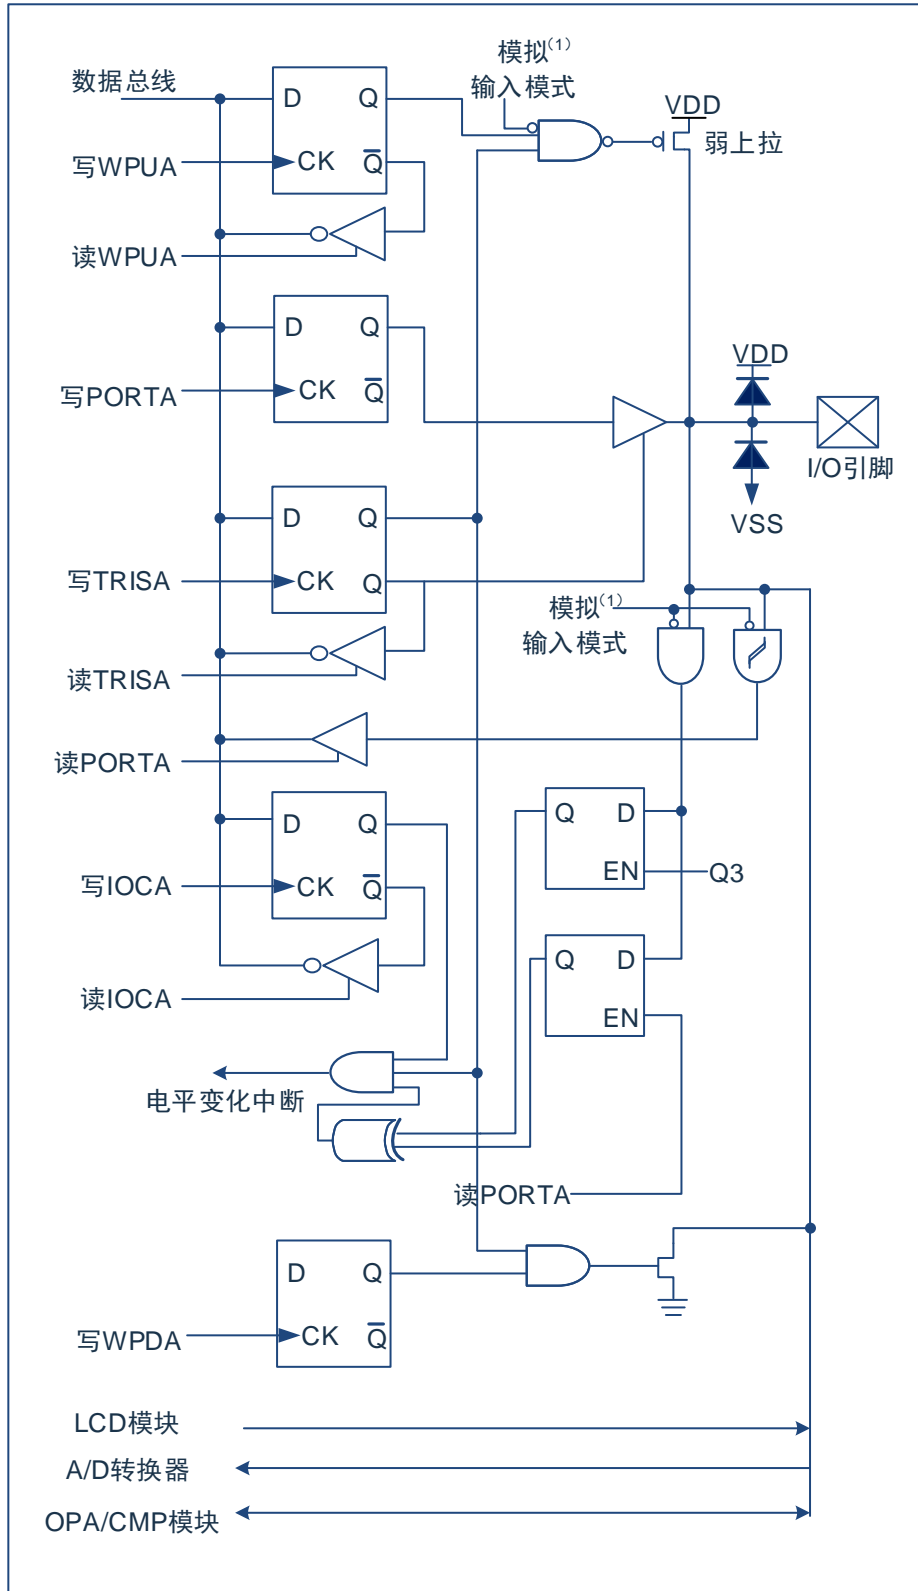 模拟(1)
输入模式
数据总线
D Q
VDD
弱上拉
写WPUA
CK Q
读WPUA
D Q
写PORTA
CK Q
VDD
I/O引脚
VSS
D Q
写TRISA
CK Q
模拟(1)
输入模式
读TRISA
读PORTA
D Q
Q D
写IOCA
CK Q
EN
Q3
Q D
读IOCA
EN
电平变化中断
读PORTA
D Q
写WPDA
CK Q
LCD模块
A/D转换器
OPA/CMP模块